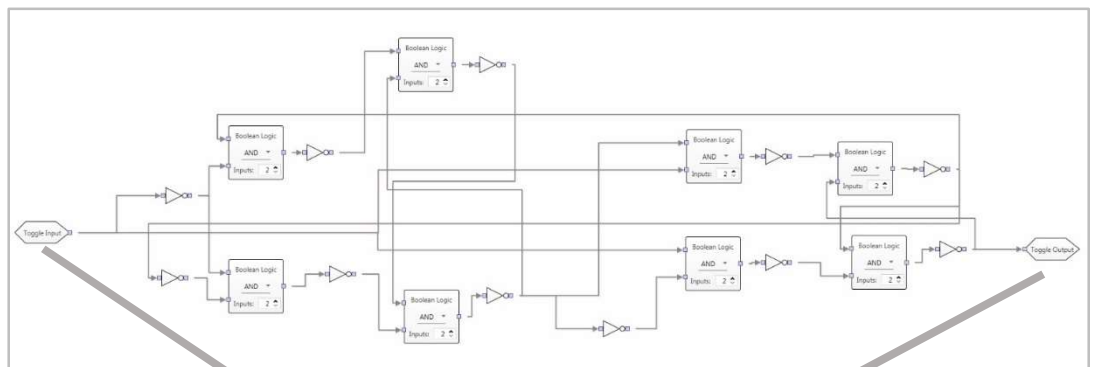 Boolean Logic
AND
Inputs: 2
Boolean Logic
AND
Inputs: 2
Boolean Logic
AND
Inputs: 2
Boolean Logic
AND
Inputs: 2
Toggle Input
Boolean Logic
AND
Inputs: 2
Boolean Logic
AND
Inputs: 2
Toggle Output
Boolean Logic
AND
Inputs: 2
Boolean Logic
AND
Inputs: 2